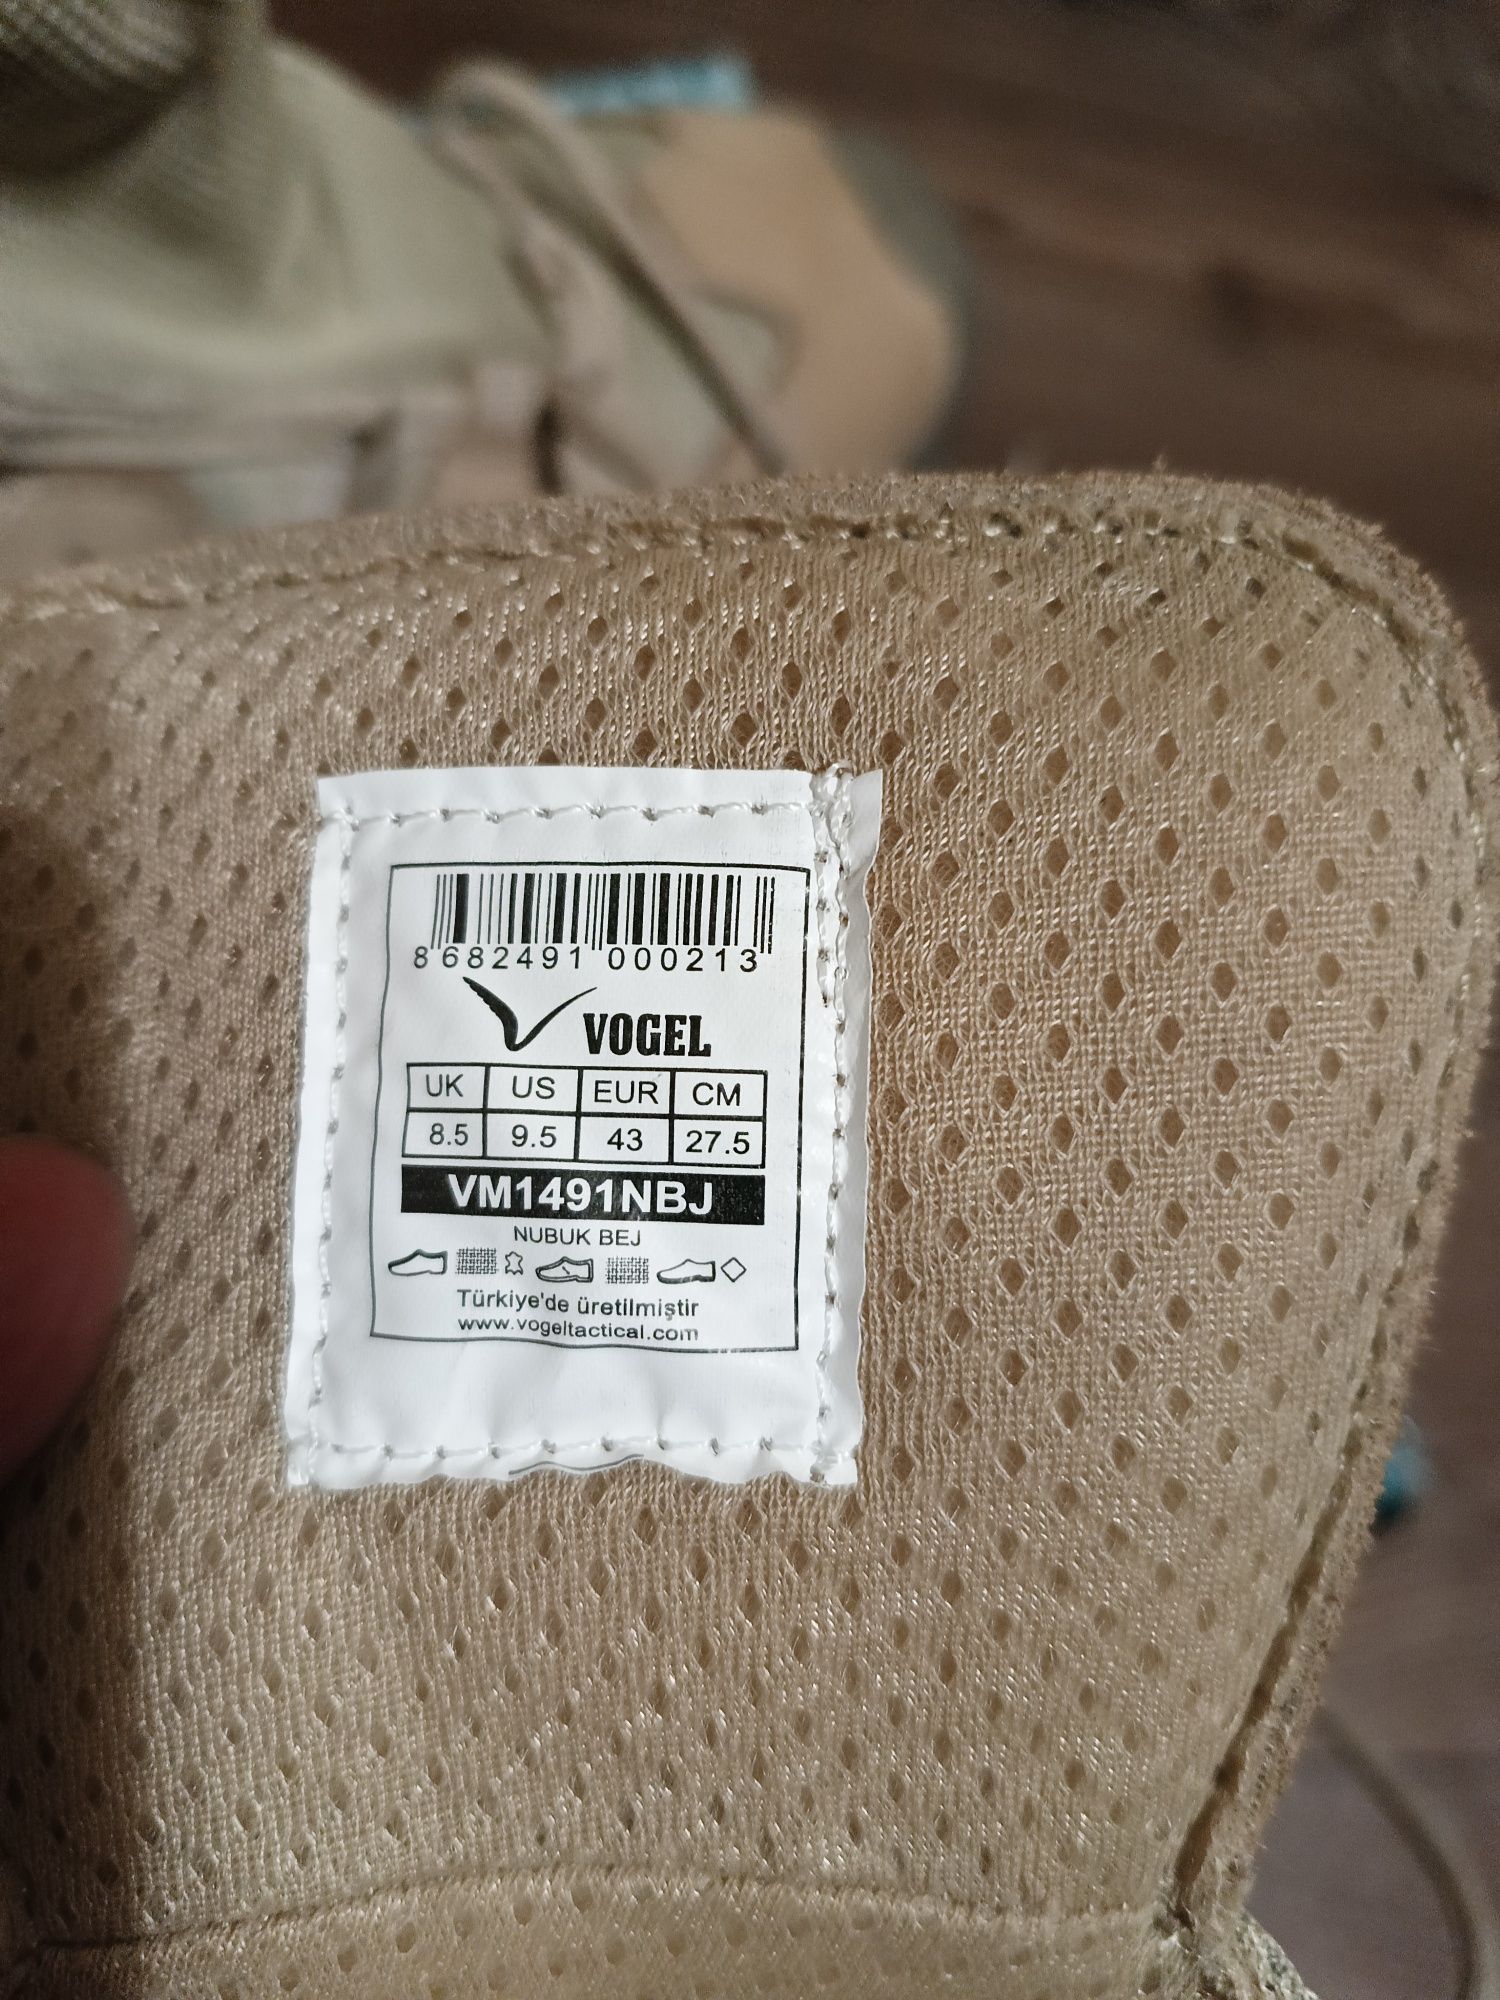 8 682491 000213
VOGEL
UK US EUR CM
8.5 9.5 43 27.5
VM1491NBJ
NUBUK BEJ
Türkiye'de üretilmiştir
www.vogeltactical.com